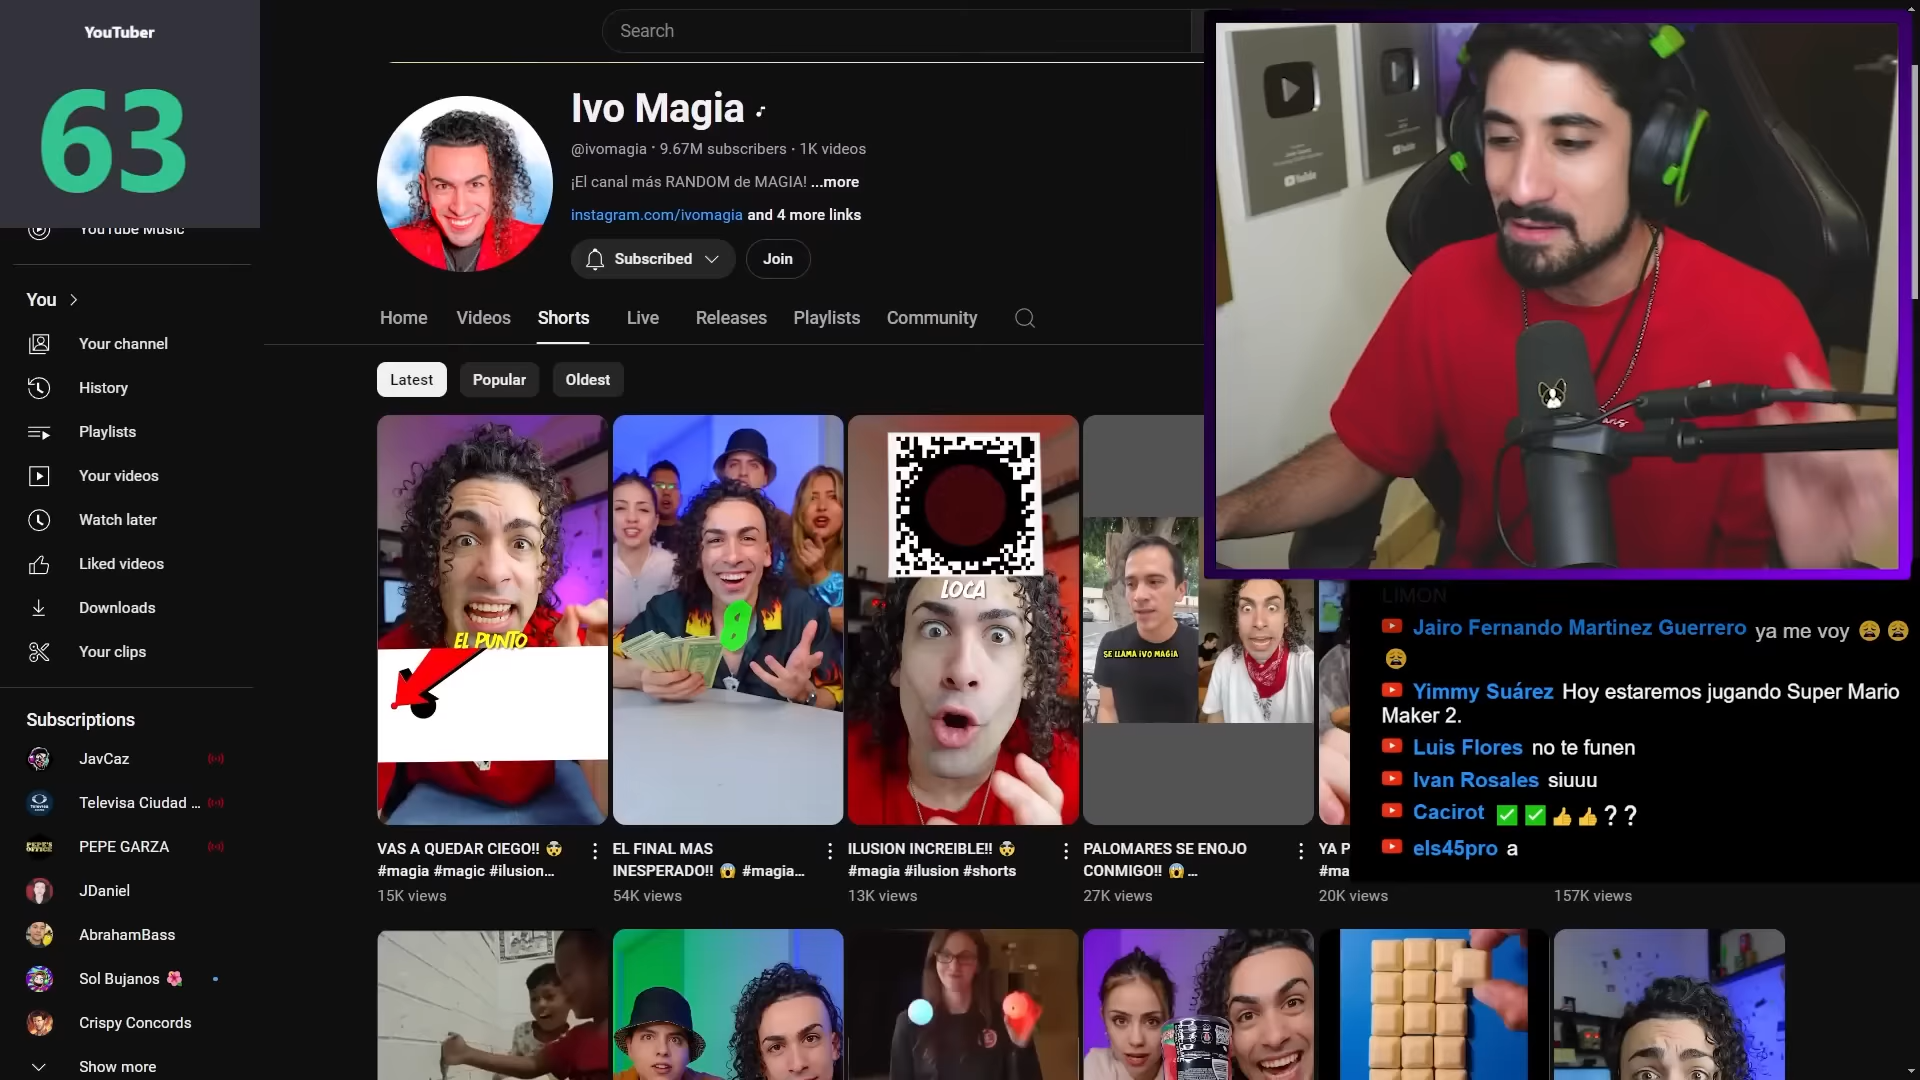 YouTuber
63
YouTube Music
You
Your channel
History
Playlists
Your videos
Watch later
Liked videos
Downloads
Your clips
Subscriptions
JavCaz
Televisa Ciudad ...
PEPE GARZA
JDaniel
AbrahamBass
Sol Bujanos
Crispy Concords
Show more
Search
Ivo Magia
@ivomagia · 9.67M subscribers · 1K videos
¡El canal más RANDOM de MAGIA! ...more
instagram.com/ivomagia and 4 more links
Subscribed
Join
Home Videos Shorts Live Releases Playlists Community
Latest Popular Oldest
EL PUNTO
8
LOCA
SE LLAMA IVO MAGIA
VAS A QUEDAR CIEGO!! 🤯
#magia #magic #ilusion...
15K views
EL FINAL MAS
INESPERADO!! 😱 #magia...
54K views
ILUSION INCREIBLE!! 🤯
#magia #ilusion #shorts
13K views
PALOMARES SE ENOJO
CONMIGO!! 😱 ...
27K views
YA P
#ma
20K views
157K views
YouTube
YouTube
LIMON
Jairo Fernando Martinez Guerrero ya me voy 😩 😩
😩
Yimmy Suárez Hoy estaremos jugando Super Mario
Maker 2.
Luis Flores no te funen
Ivan Rosales siuuu
Cacirot ✅ ✅ 👍 👍 ? ?
els45pro a